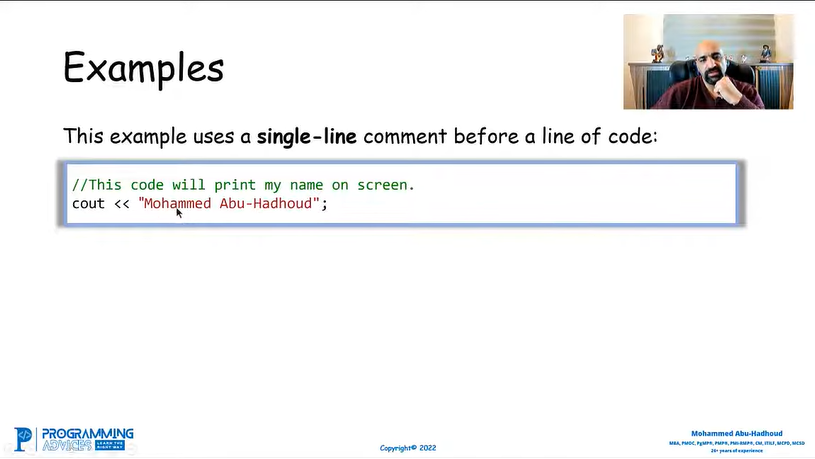 Examples
This example uses a single-line comment before a line of code:
//This code will print my name on screen.
cout << "Mohammed Abu-Hadhoud";
PROGRAMMING
ADVICES LEARN THE RIGHT WAY
Copyright© 2022
Mohammed Abu-Hadhoud
MBA, PMOC, PgMP®, PMP®, PMI-RMP®, CM, ITILF, MCPD, MCSD
20+ years of experience